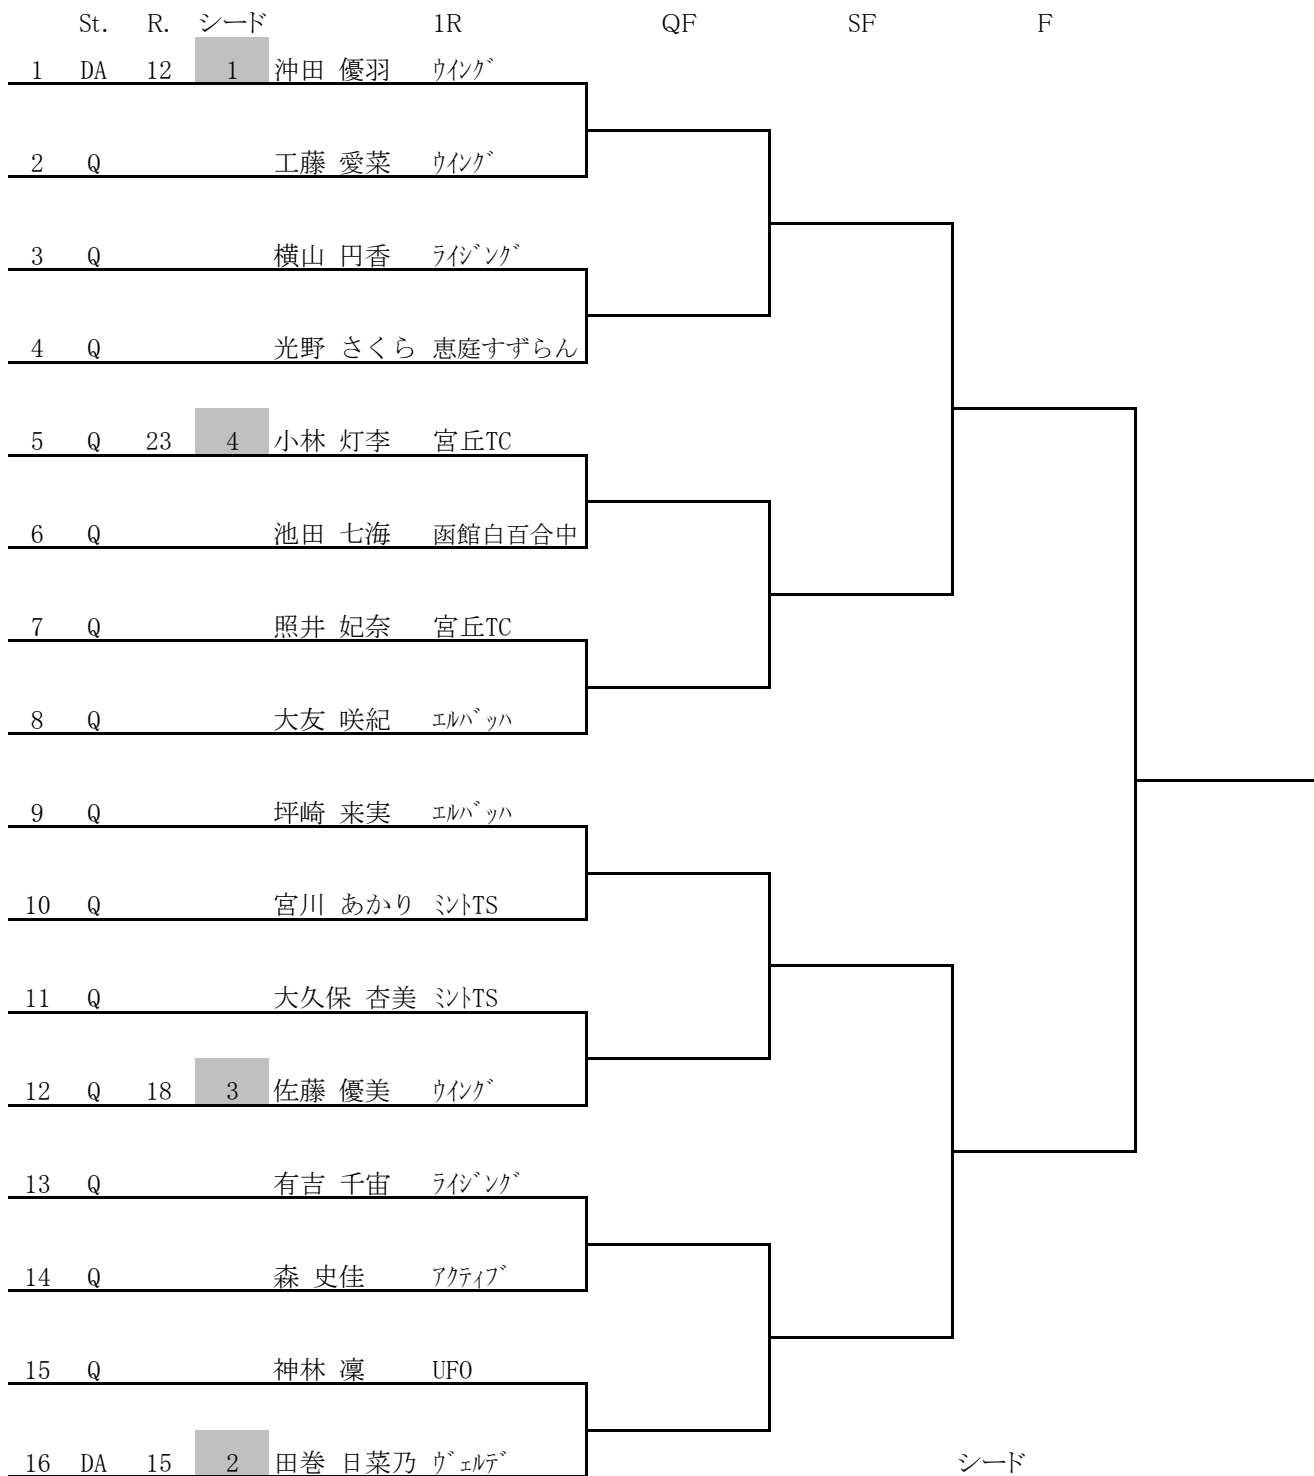 St. R. シード 1R QF SF F
1 DA 12 1 沖田 優羽 ｳｲﾝｸﾞ
2 Q 工藤 愛菜 ｳｲﾝｸﾞ
3 Q 横山 円香 ﾗｲｼﾞﾝｸﾞ
4 Q 光野 さくら 恵庭すずらん
5 Q 23 4 小林 灯李 宮丘TC
6 Q 池田 七海 函館白百合中
7 Q 照井 妃奈 宮丘TC
8 Q 大友 咲紀 ｴﾙﾊﾞｯﾊ
9 Q 坪崎 来実 ｴﾙﾊﾞｯﾊ
10 Q 宮川 あかり ﾐﾝﾄTS
11 Q 大久保 杏美 ﾐﾝﾄTS
12 Q 18 3 佐藤 優美 ｳｲﾝｸﾞ
13 Q 有吉 千宙 ﾗｲｼﾞﾝｸﾞ
14 Q 森 史佳 ｱｸﾃｨﾌﾞ
15 Q 神林 凜 UFO
16 DA 15 2 田巻 日菜乃 ｳﾞｪﾙﾃﾞ シード